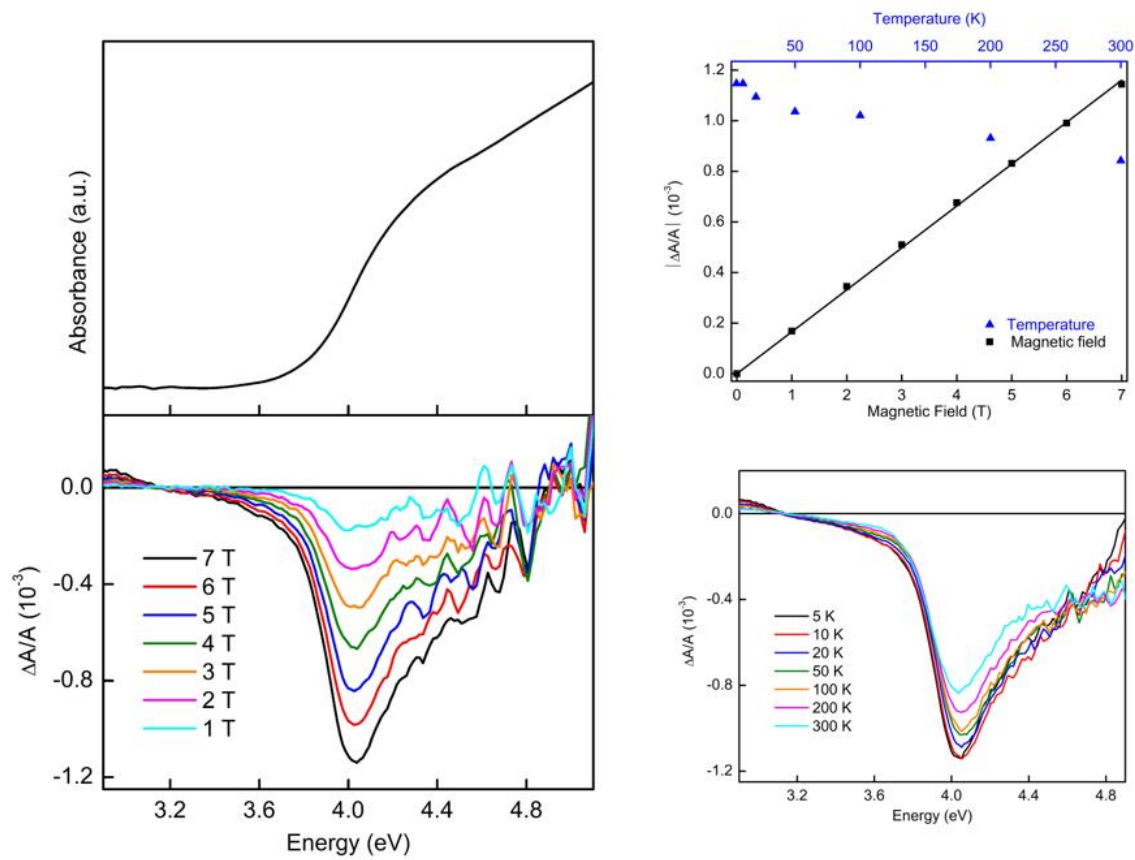 Absorbance (a.u.)
0.0
-0.4
-0.8
-1.2
ΔA/A (10⁻³)
7 T
6 T
5 T
4 T
3 T
2 T
1 T
3.2 3.6 4.0 4.4 4.8
Energy (eV)
Temperature (K)
50 100 150 200 250 300
1.2
1.0
0.8
0.6
0.4
0.2
0.0
|ΔA/A| (10⁻³)
Temperature
Magnetic field
0 1 2 3 4 5 6 7
Magnetic Field (T)
0.0
-0.4
-0.8
-1.2
ΔA/A (10⁻³)
5 K
10 K
20 K
50 K
100 K
200 K
300 K
3.2 3.6 4.0 4.4 4.8
Energy (eV)